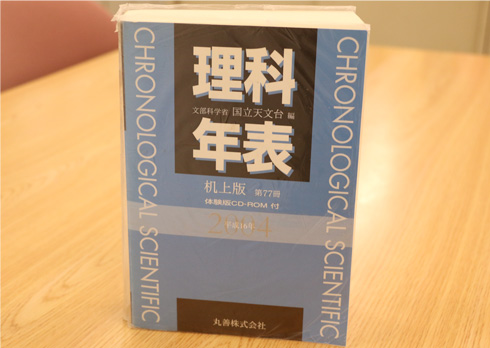 CHRONOLOGICAL SCIENTIFIC
理科
文部科学省 国立天文台 編
年表
机上版 第77冊
体験版CD-ROM 付
2004
平成16年
丸善株式会社
CHRONOLOGICAL SCIENTIFIC